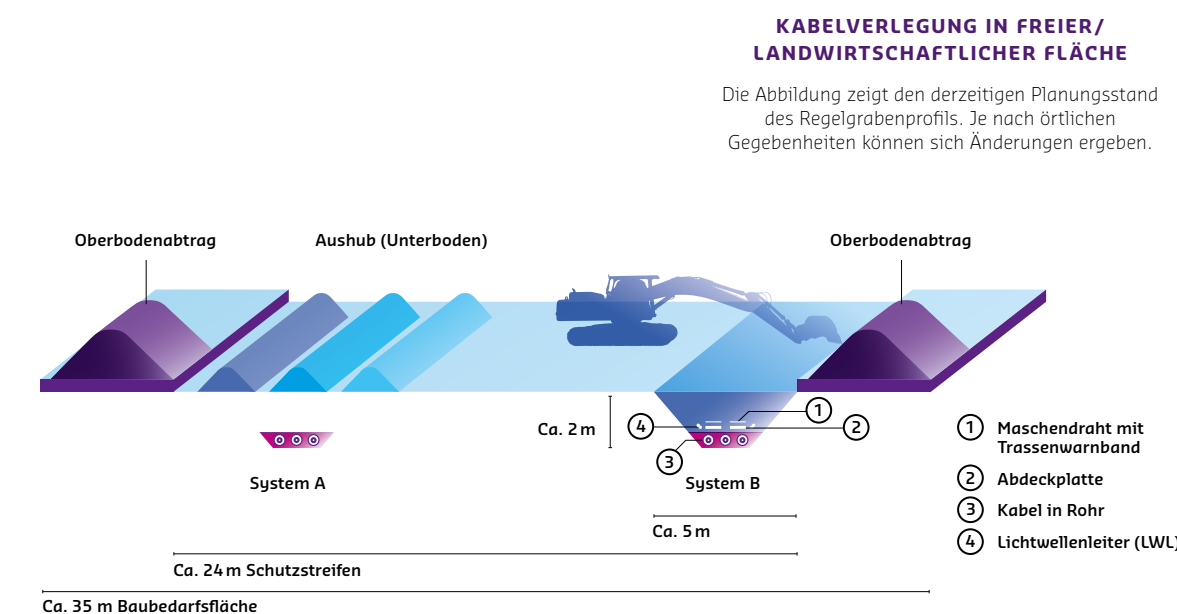 KABELVERLEGUNG IN FREIER/
LANDWIRTSCHAFTLICHER FLÄCHE
Die Abbildung zeigt den derzeitigen Planungsstand
des Regelgrabenprofils. Je nach örtlichen
Gegebenheiten können sich Änderungen ergeben.
Oberbodenabtrag
Aushub (Unterboden)
Oberbodenabtrag
Ca. 2 m
1
4
2
3
System A
System B
Ca. 5 m
Ca. 24 m Schutzstreifen
Ca. 35 m Baubedarfsfläche
1 Maschendraht mit
Trassenwarnband
2 Abdeckplatte
3 Kabel in Rohr
4 Lichtwellenleiter (LWL)